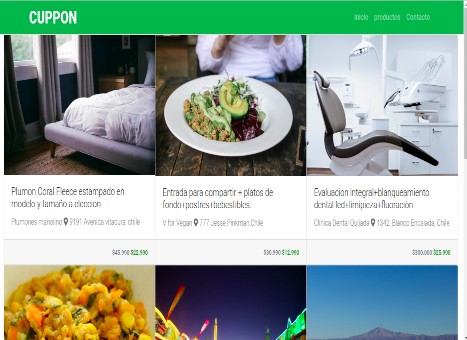 CUPPON
Inicio productos Contacto
Plumon Coral Fleece estampado en
modelo y tamaño a eleccion
Plumones manolino 9191 Avenida vitacura, chile
$45.990 $22.990
Entrada para compartir + platos de
fondo+postres+bebestibles.
V for Vegan 777 Jesse Pinkman,Chile
$30.990 $12.990
Evaluacion integral+blanqueamiento
dental led+limpieza+fluoración
Clinica Dental Quijada 1342, Blanco Encalada, Chile
$300.000 $25.990